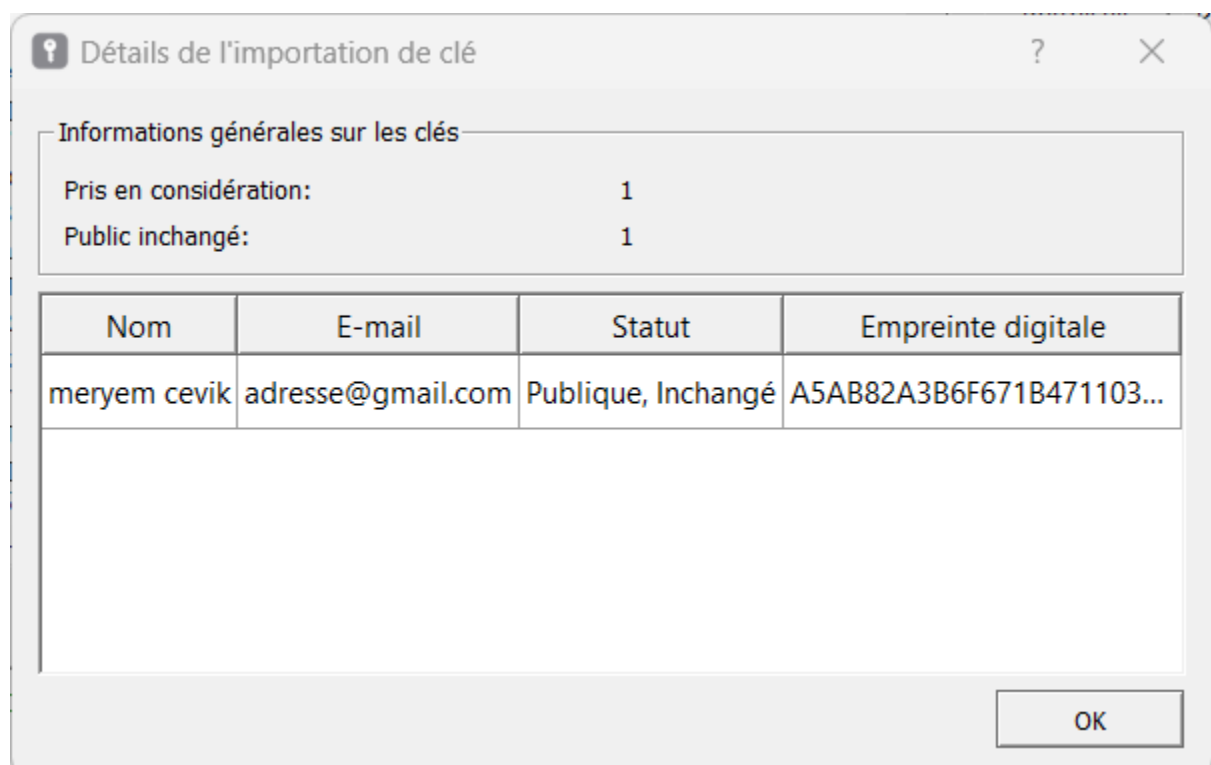 Détails de l'importation de clé
Informations générales sur les clés
Pris en considération: 1
Public inchangé: 1
Nom E-mail Statut Empreinte digitale
meryem cevik adresse@gmail.com Publique, Inchangé A5AB82A3B6F671B471103...
OK